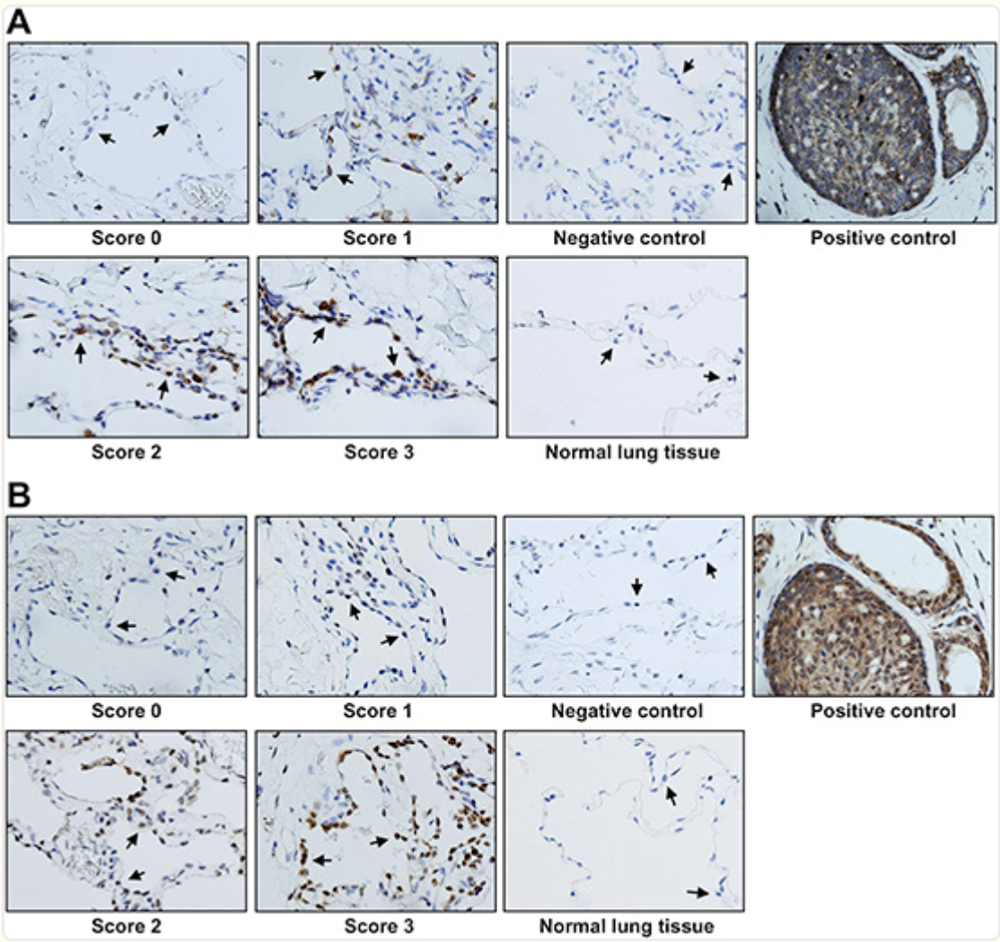 A
Score 0
Score 1
Negative control
Positive control
Score 2
Score 3
Normal lung tissue
B
Score 0
Score 1
Negative control
Positive control
Score 2
Score 3
Normal lung tissue